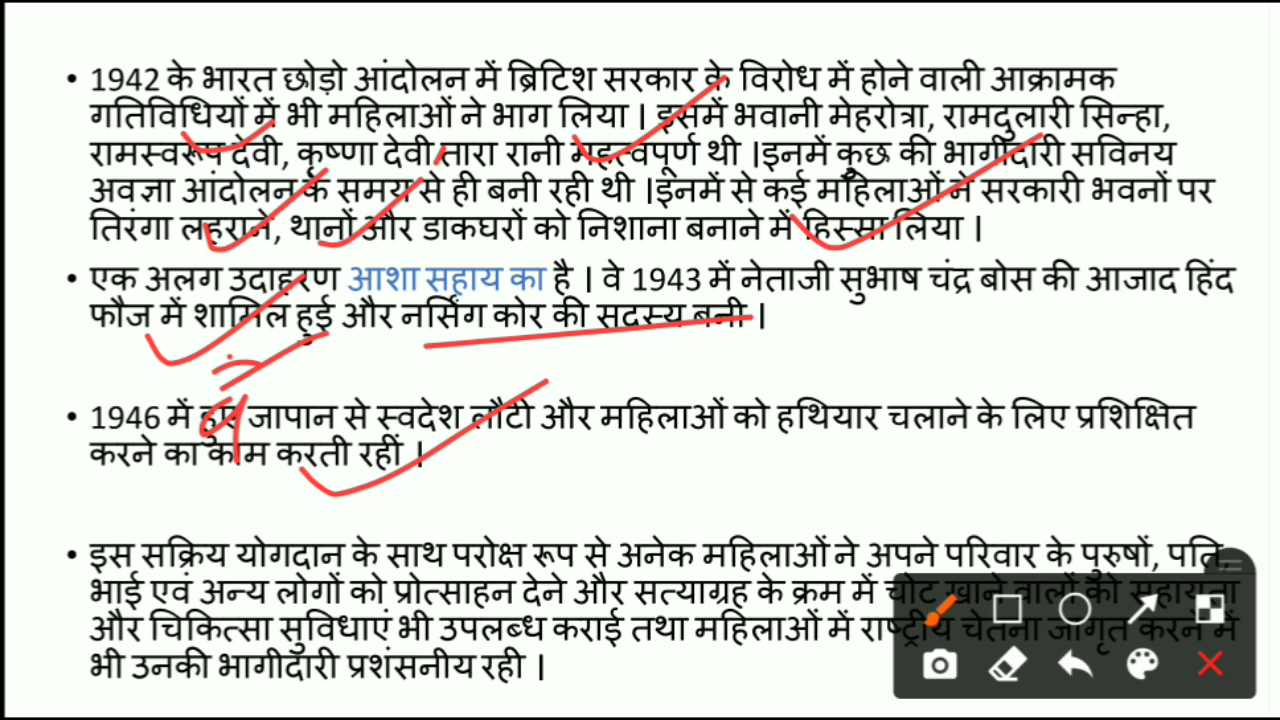 • 1942 के भारत छोड़ो आंदोलन में ब्रिटिश सरकार के विरोध में होने वाली आक्रामक
गतिविधियों में भी महिलाओं ने भाग लिया । इसमें भवानी मेहरोत्रा, रामदुलारी सिन्हा,
रामस्वरूप देवी, कृष्णा देवी,तारा रानी महत्वपूर्ण थी ।इनमें कुछ की भागीदारी सविनय
अवज्ञा आंदोलन के समय से ही बनी रही थी ।इनमें से कई महिलाओं ने सरकारी भवनों पर
तिरंगा लहराने, थानों और डाकघरों को निशाना बनाने में हिस्सा लिया ।
• एक अलग उदाहरण आशा सहाय का है । वे 1943 में नेताजी सुभाष चंद्र बोस की आजाद हिंद
फौज में शामिल हुई और नर्सिंग कोर की सदस्य बनी ।
• 1946 में जापान से स्वदेश लौटी और महिलाओं को हथियार चलाने के लिए प्रशिक्षित
करने का काम करती रहीं ।
• इस सक्रिय योगदान के साथ परोक्ष रूप से अनेक महिलाओं ने अपने परिवार के पुरुषों, पति,
भाई एवं अन्य लोगों को प्रोत्साहन देने और सत्याग्रह के क्रम में चोट खाने वालों को सहायता
और चिकित्सा सुविधाएं भी उपलब्ध कराई तथा महिलाओं में राष्ट्रीय चेतना जागृत करने में
भी उनकी भागीदारी प्रशंसनीय रही ।